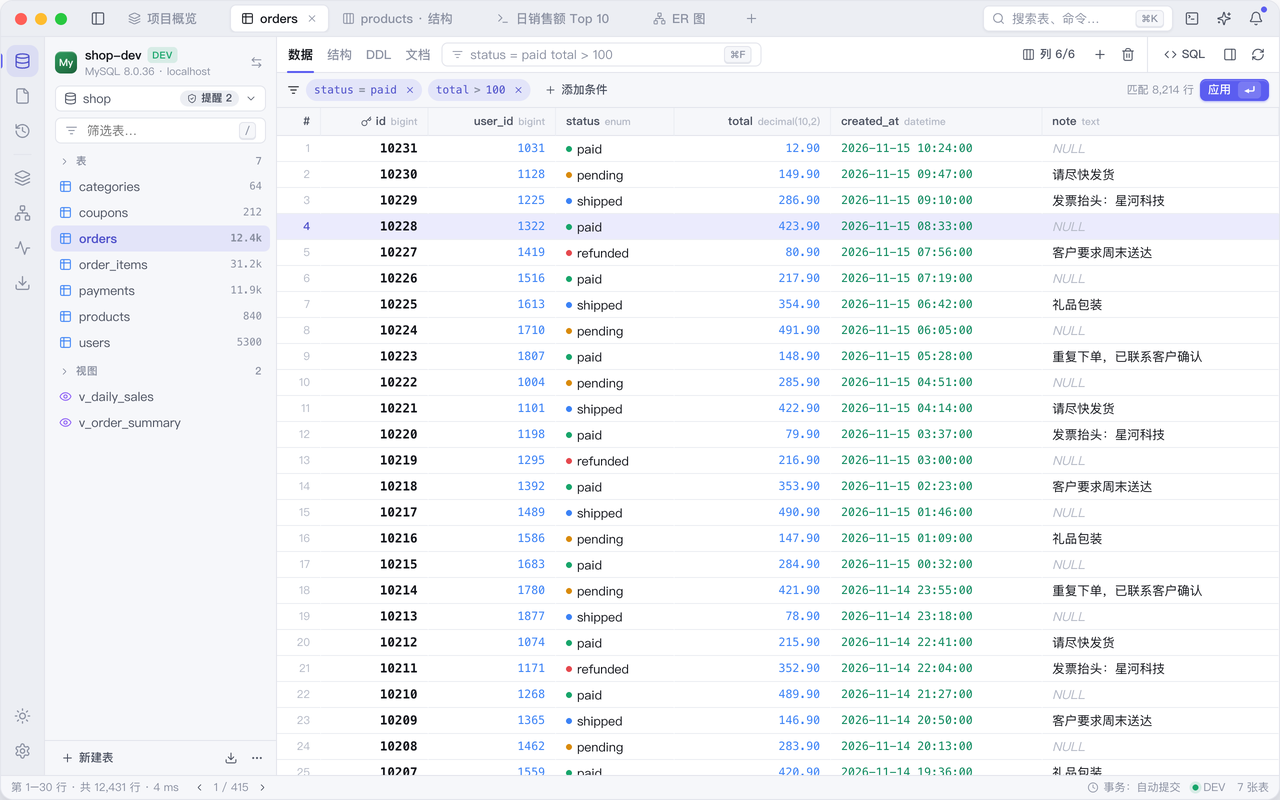 项目概览 orders × products · 结构 日销售额 Top 10 ER 图 + 搜索表、命令… ⌘K
My shop-dev DEV
MySQL 8.0.36 · localhost
shop 提醒 2
筛选表… /
表 7
categories 64
coupons 212
orders 12.4k
order_items 31.2k
payments 11.9k
products 840
users 5300
视图 2
v_daily_sales
v_order_summary
+ 新建表 ···
数据 结构 DDL 文档 status = paid total > 100 ⌘F 列 6/6 + <> SQL
status = paid × total > 100 × + 添加条件 匹配 8,214 行 应用 ↵
# id bigint user_id bigint status enum total decimal(10,2) created_at datetime note text
1 10231 1031 paid 12.90 2026-11-15 10:24:00 NULL
2 10230 1128 pending 149.90 2026-11-15 09:47:00 请尽快发货
3 10229 1225 shipped 286.90 2026-11-15 09:10:00 发票抬头：星河科技
4 10228 1322 paid 423.90 2026-11-15 08:33:00 NULL
5 10227 1419 refunded 80.90 2026-11-15 07:56:00 客户要求周末送达
6 10226 1516 paid 217.90 2026-11-15 07:19:00 NULL
7 10225 1613 shipped 354.90 2026-11-15 06:42:00 礼品包装
8 10224 1710 pending 491.90 2026-11-15 06:05:00 NULL
9 10223 1807 paid 148.90 2026-11-15 05:28:00 重复下单，已联系客户确认
10 10222 1004 pending 285.90 2026-11-15 04:51:00 NULL
11 10221 1101 shipped 422.90 2026-11-15 04:14:00 请尽快发货
12 10220 1198 paid 79.90 2026-11-15 03:37:00 发票抬头：星河科技
13 10219 1295 refunded 216.90 2026-11-15 03:00:00 NULL
14 10218 1392 paid 353.90 2026-11-15 02:23:00 客户要求周末送达
15 10217 1489 shipped 490.90 2026-11-15 01:46:00 NULL
16 10216 1586 pending 147.90 2026-11-15 01:09:00 礼品包装
17 10215 1683 paid 284.90 2026-11-15 00:32:00 NULL
18 10214 1780 pending 421.90 2026-11-14 23:55:00 重复下单，已联系客户确认
19 10213 1877 shipped 78.90 2026-11-14 23:18:00 NULL
20 10212 1074 paid 215.90 2026-11-14 22:41:00 请尽快发货
21 10211 1171 refunded 352.90 2026-11-14 22:04:00 发票抬头：星河科技
22 10210 1268 paid 489.90 2026-11-14 21:27:00 NULL
23 10209 1365 shipped 146.90 2026-11-14 20:50:00 客户要求周末送达
24 10208 1462 pending 283.90 2026-11-14 20:13:00 NULL
25 10207 1559 paid 420.90 2026-11-14 19:36:00 礼品包装
第 1–30 行 · 共 12,431 行 · 4 ms < 1 / 415 > 事务：自动提交 DEV 7 张表